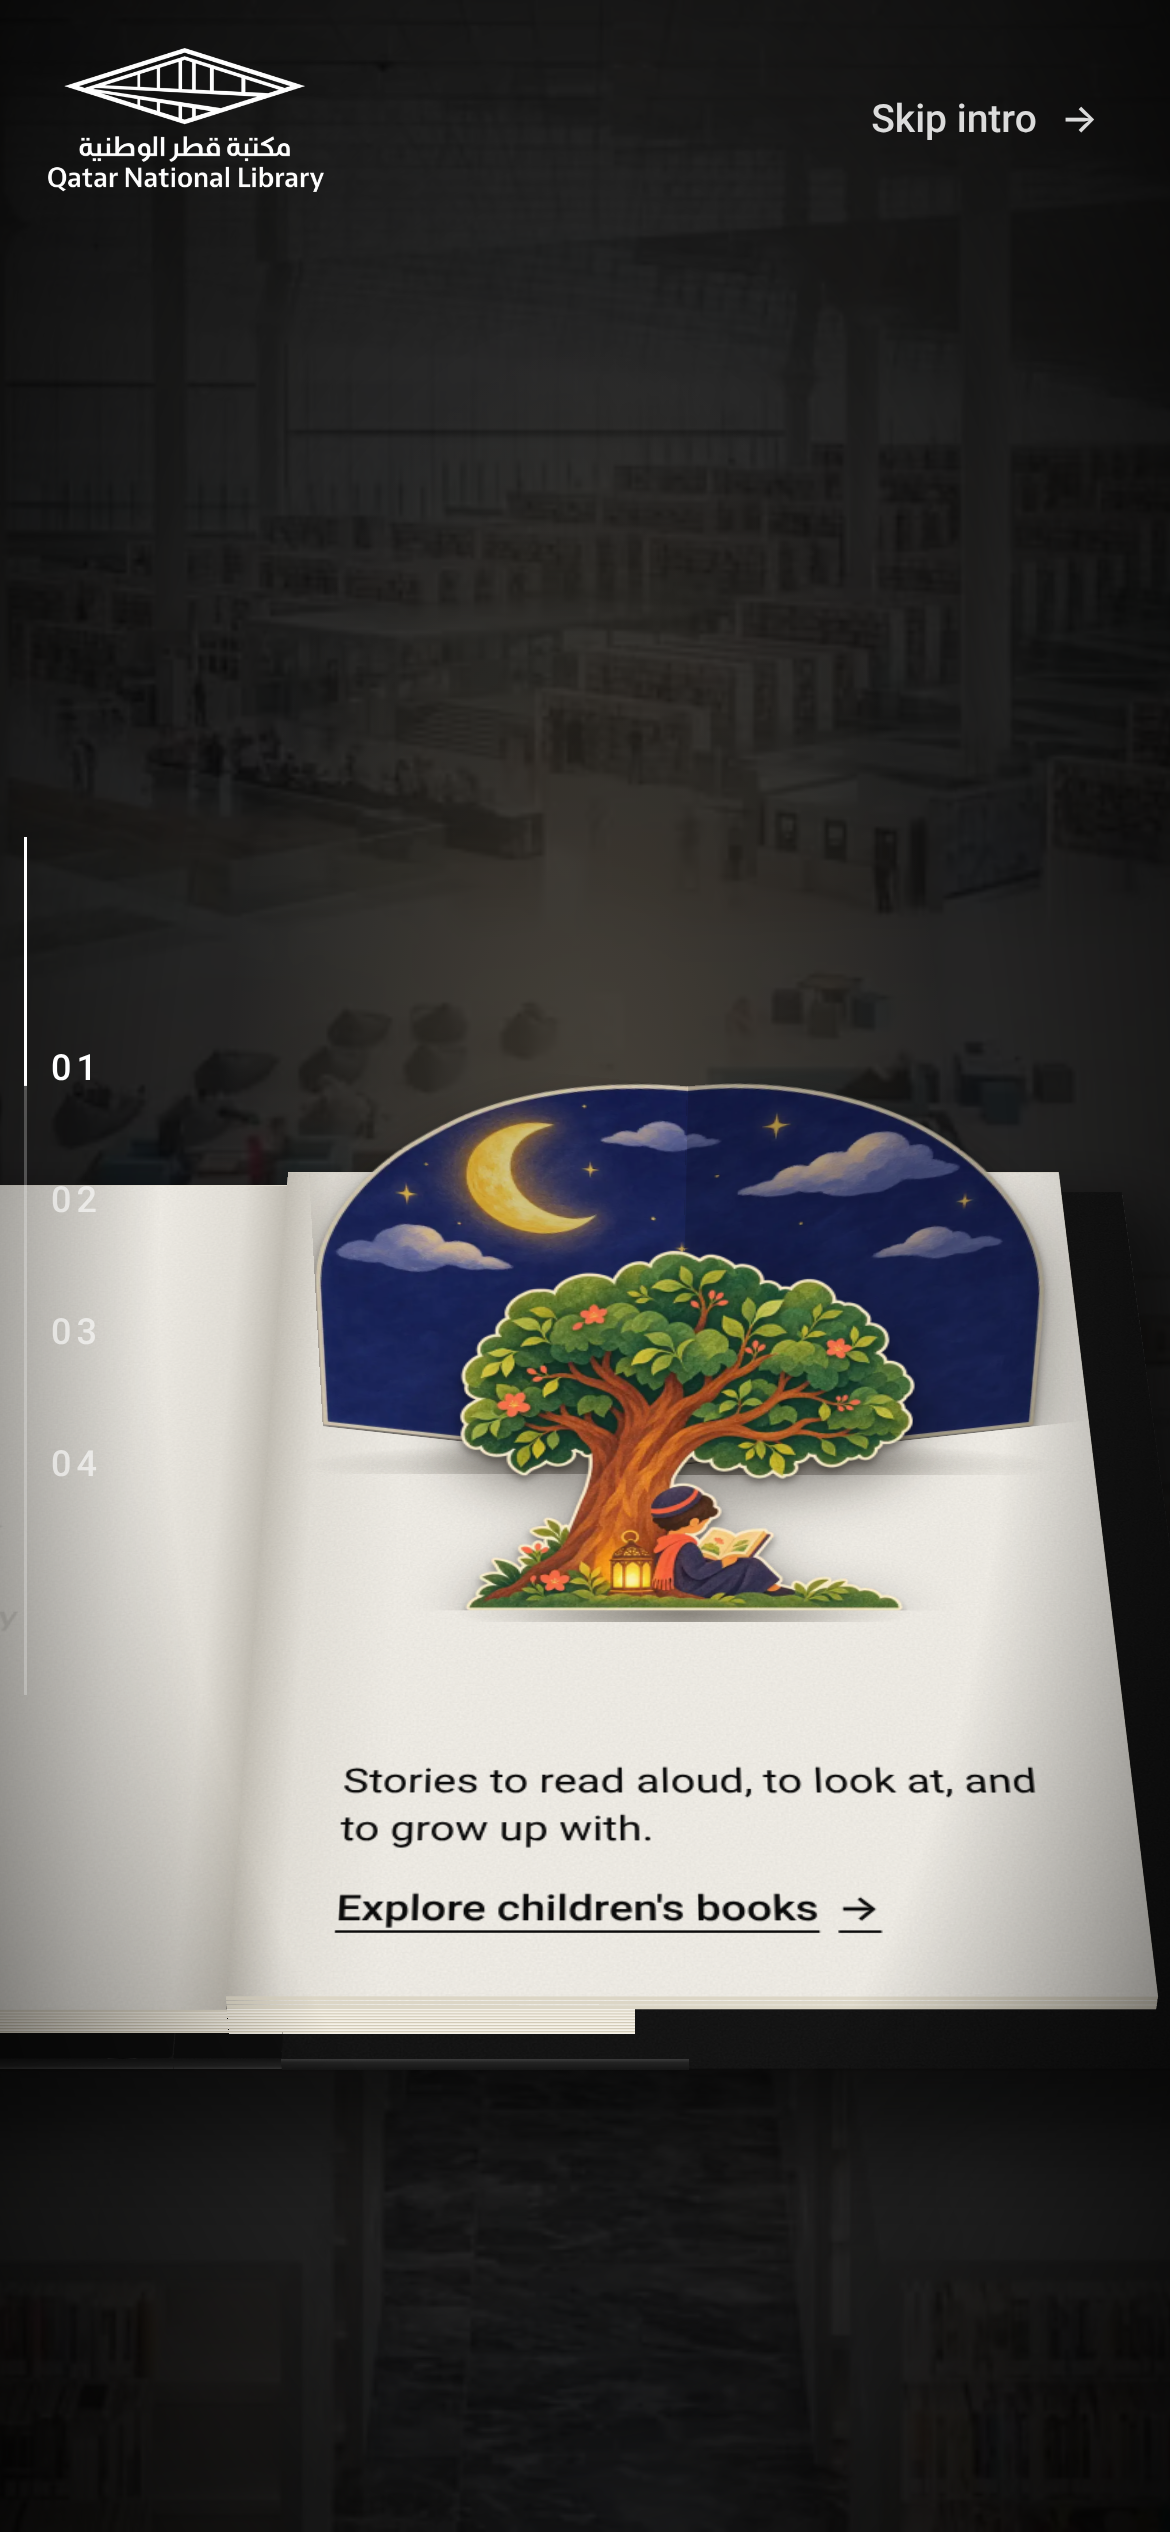 مكتبة قطر الوطنية
Qatar National Library
Skip intro →
01
02
03
04
Stories to read aloud, to look at, and
to grow up with.
Explore children's books →